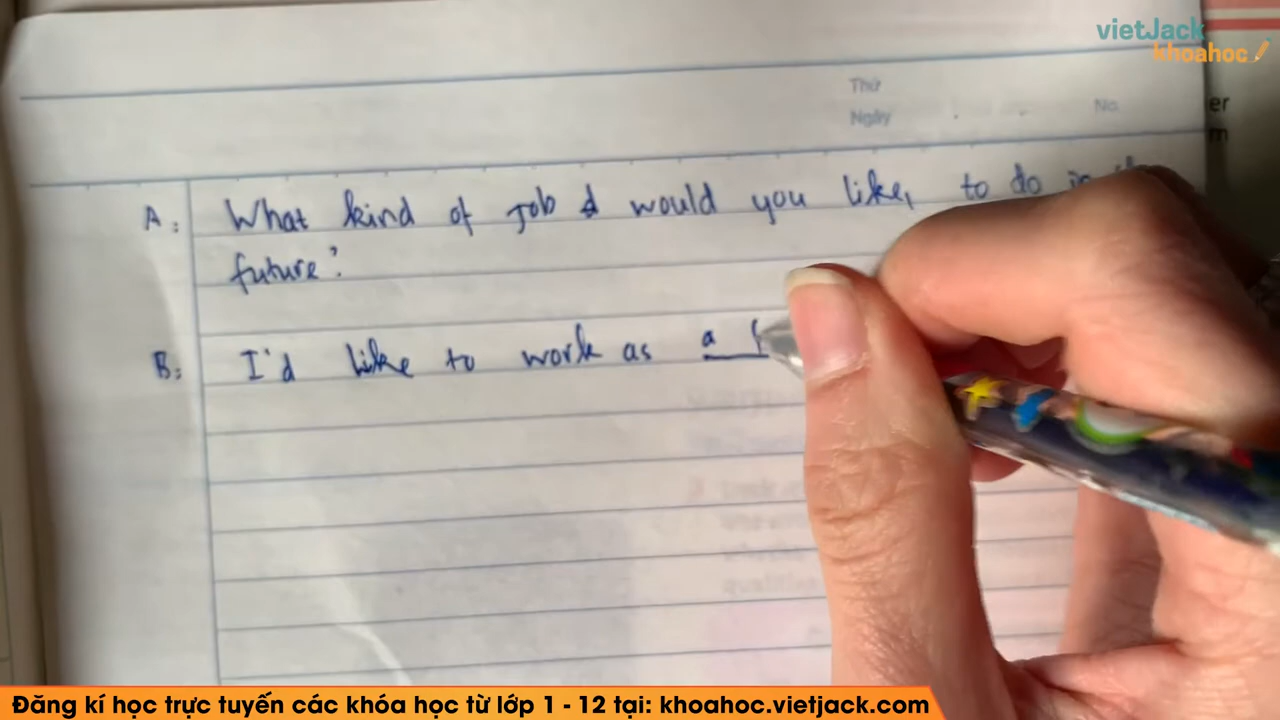 vietJack
khoahoc
Thứ
Ngày
No.
er
m
A: What kind of Job d would you like, to do in
future?
B: I'd like to work as a
Đăng kí học trực tuyến các khóa học từ lớp 1 - 12 tại: khoahoc.vietjack.com